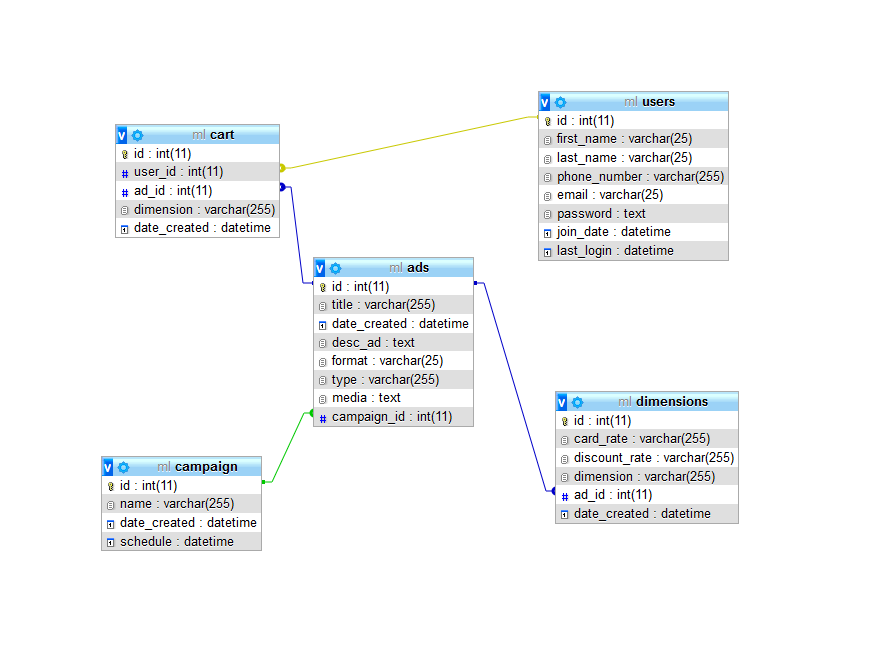 ml users
id : int(11)
first_name : varchar(25)
last_name : varchar(25)
phone_number : varchar(255)
email : varchar(25)
password : text
join_date : datetime
last_login : datetime
ml cart
id : int(11)
user_id : int(11)
ad_id : int(11)
dimension : varchar(255)
date_created : datetime
ml ads
id : int(11)
title : varchar(255)
date_created : datetime
desc_ad : text
format : varchar(25)
type : varchar(255)
media : text
campaign_id : int(11)
ml dimensions
id : int(11)
card_rate : varchar(255)
discount_rate : varchar(255)
dimension : varchar(255)
ad_id : int(11)
date_created : datetime
ml campaign
id : int(11)
name : varchar(255)
date_created : datetime
schedule : datetime